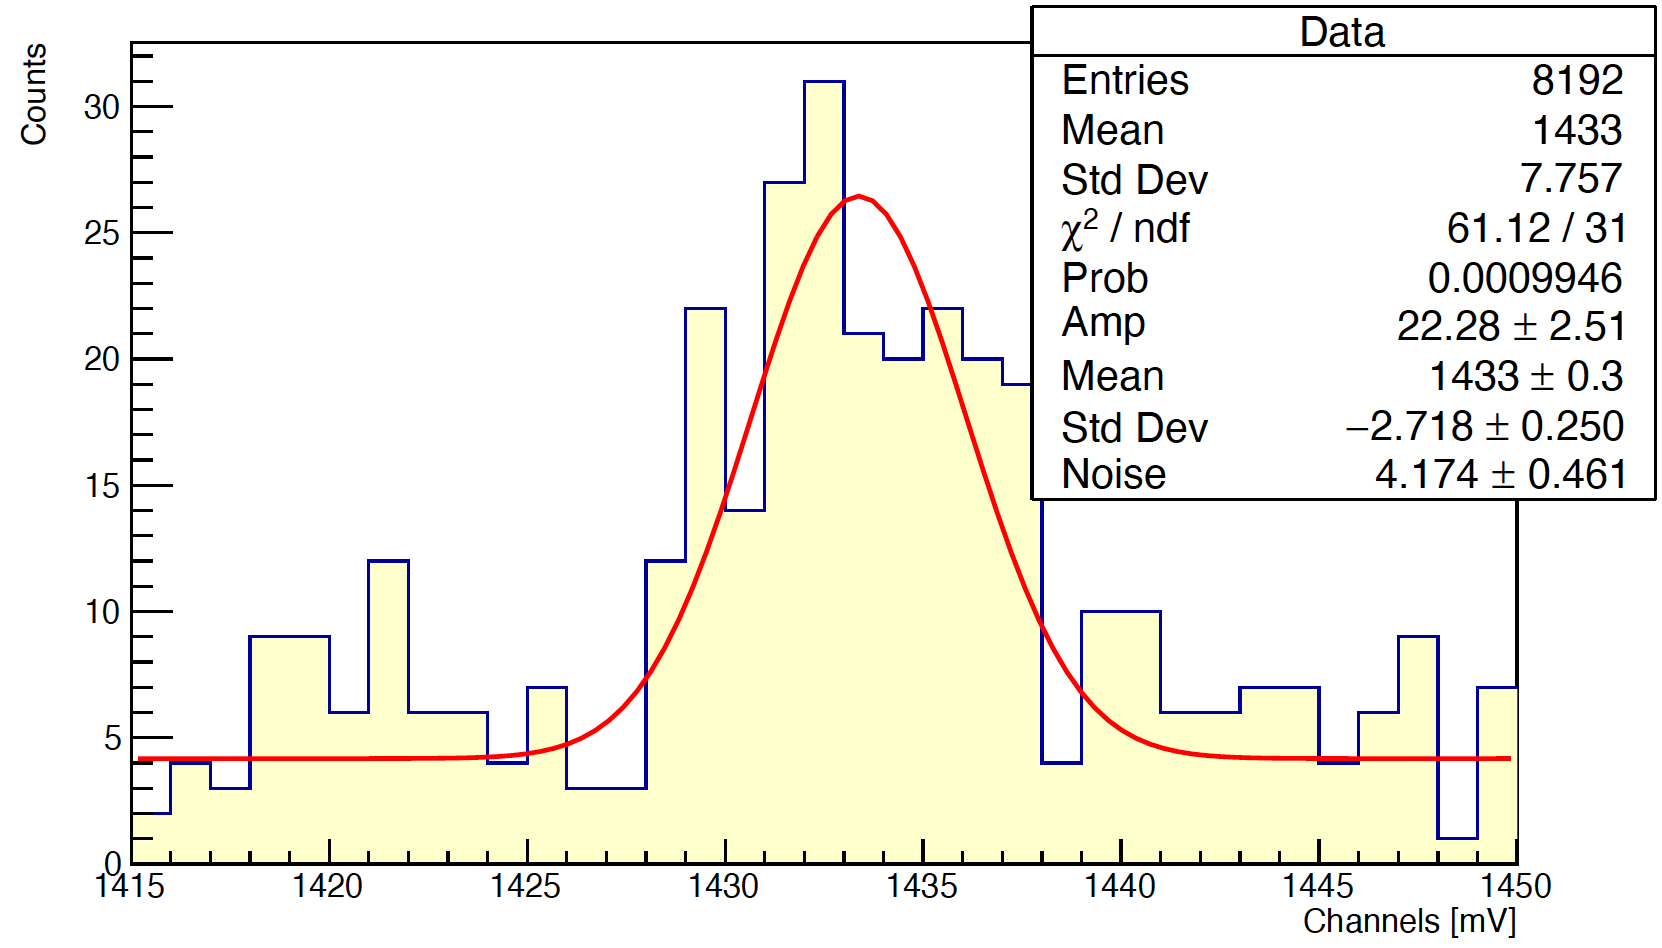 Counts
Data
Entries 8192
Mean 1433
Std Dev 7.757
χ² / ndf 61.12 / 31
Prob 0.0009946
Amp 22.28 ± 2.51
Mean 1433 ± 0.3
Std Dev −2.718 ± 0.250
Noise 4.174 ± 0.461
30
25
20
15
10
5
0
1415 1420 1425 1430 1435 1440 1445 1450
Channels [mV]